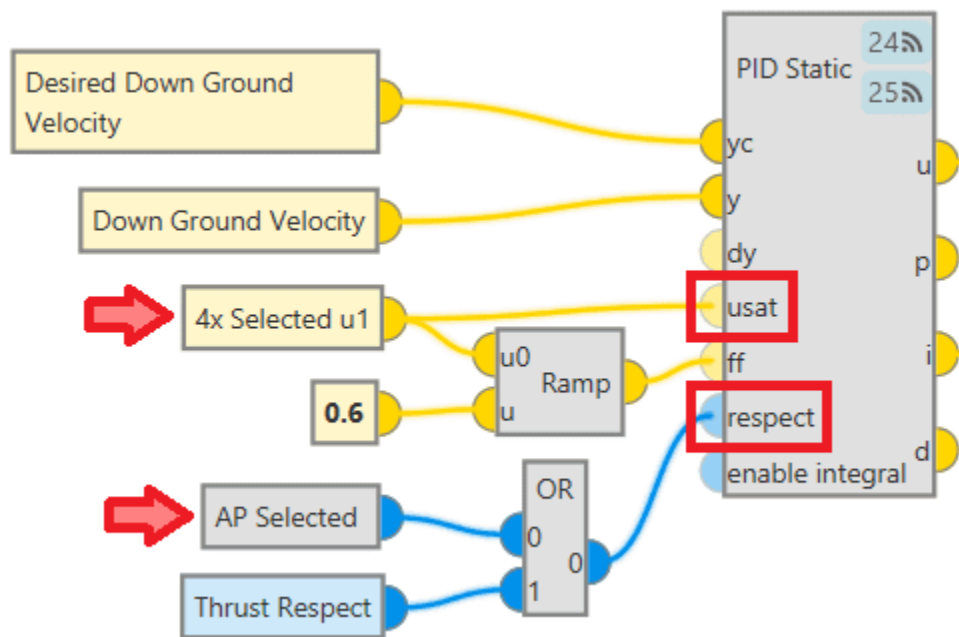 Desired Down Ground
Velocity
Down Ground Velocity
4x Selected u1
0.6
u0
u
Ramp
AP Selected
Thrust Respect
OR
0
1
0
PID Static
24
25
yc
y
dy
usat
ff
respect
enable integral
u
p
i
d